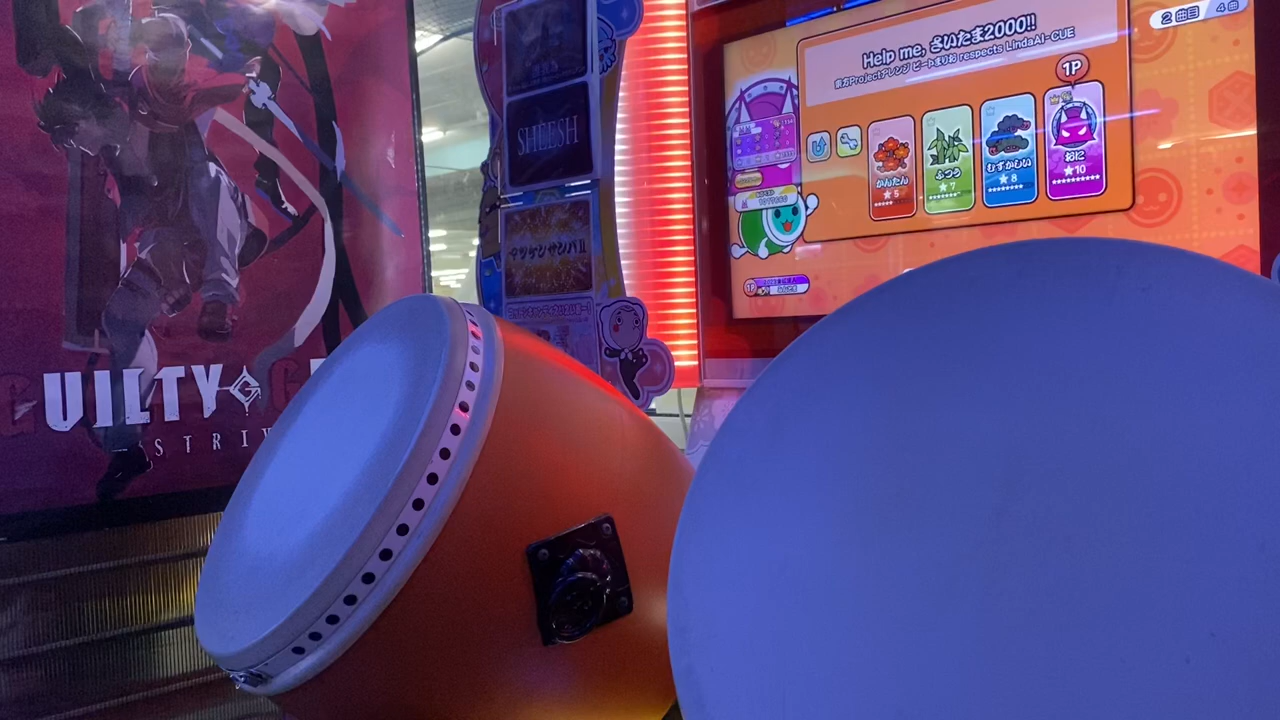 GUILTY G
STRIV
SHEESH
マツケンサンバⅡ
2曲目 4曲
Help me, さいたま2000!!
東方Projectアレンジ ビートまりお respects LindaAI-CUE
1P
かんたん
★5
ふつう
★7
むずかしい
★8
おに
★10
1P